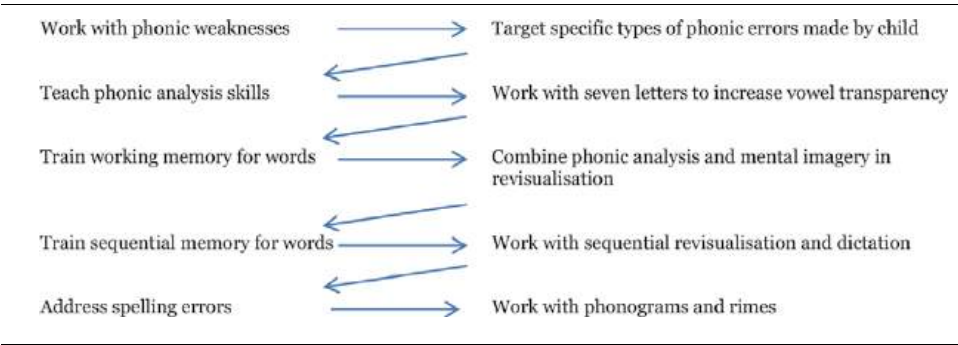 Work with phonic weaknesses
Target specific types of phonic errors made by child
Teach phonic analysis skills
Work with seven letters to increase vowel transparency
Train working memory for words
Combine phonic analysis and mental imagery in
revisualisation
Train sequential memory for words
Work with sequential revisualisation and dictation
Address spelling errors
Work with phonograms and rimes